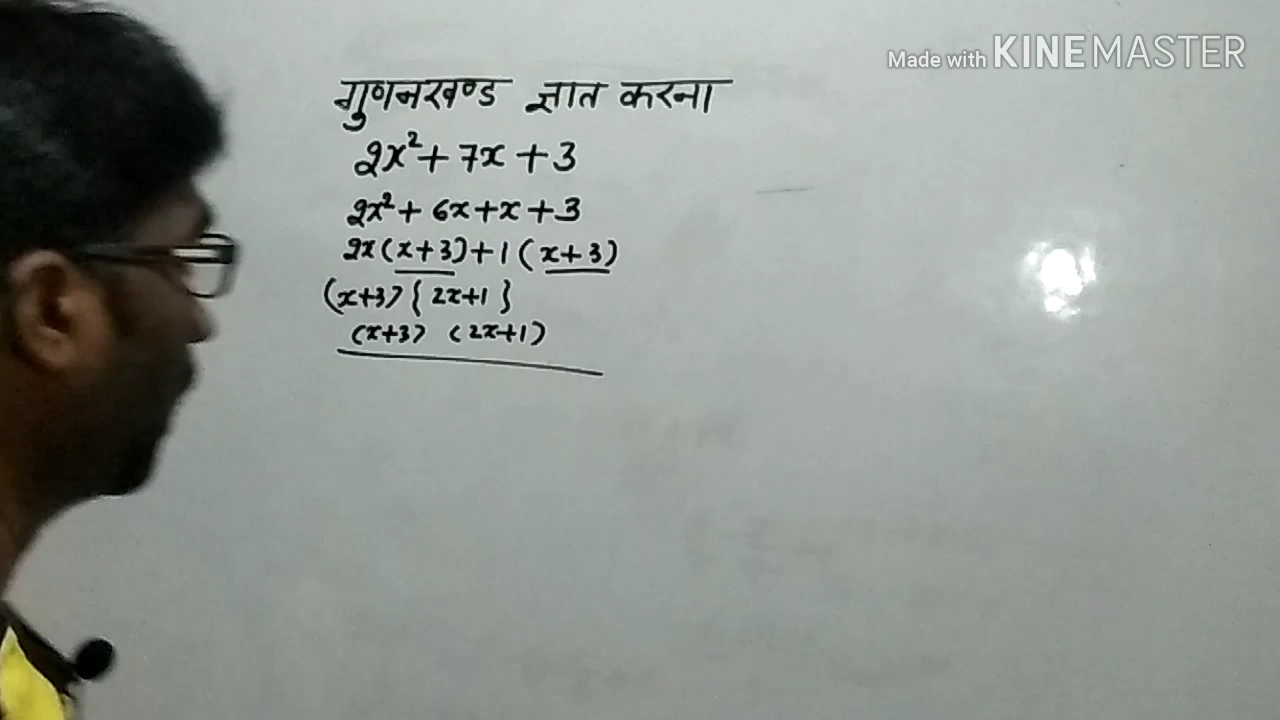 Made with KINEMASTER
गुणनखण्ड ज्ञात करना
2x² + 7x + 3
2x² + 6x + x + 3
2x (x + 3) + 1 (x + 3)
(x+3) { 2x+1 }
(x+3) (2x+1)